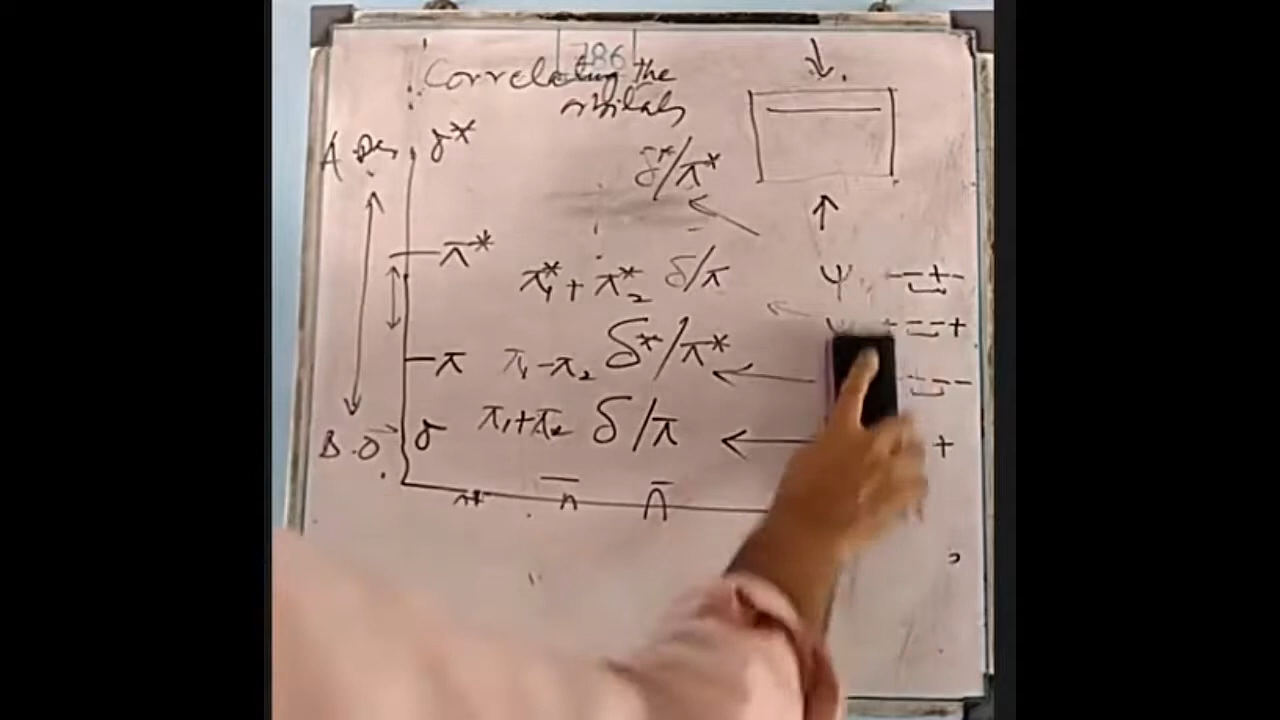 786
Correlating the
orbitals
δ*
δ*/π*
π*
π₁* + π₂* δ/π
ψ --+-
--+
π π₁-π₂ δ*/π*
---
B.O δ π₁+π₂ δ/π
+